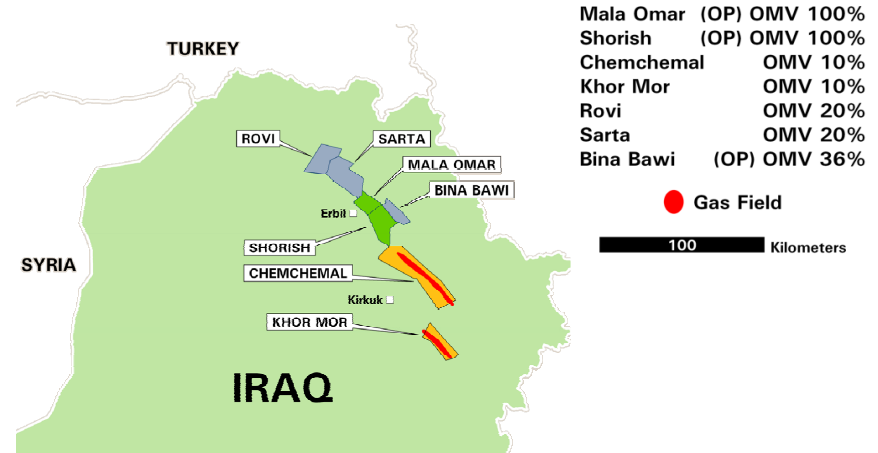 Mala Omar (OP) OMV 100%
Shorish (OP) OMV 100%
Chemchemal OMV 10%
Khor Mor OMV 10%
Rovi OMV 20%
Sarta OMV 20%
Bina Bawi (OP) OMV 36%
Gas Field
100 Kilometers
TURKEY
ROVI
SARTA
MALA OMAR
BINA BAWI
Erbil
SHORISH
SYRIA
CHEMCHEMAL
Kirkuk
KHOR MOR
IRAQ